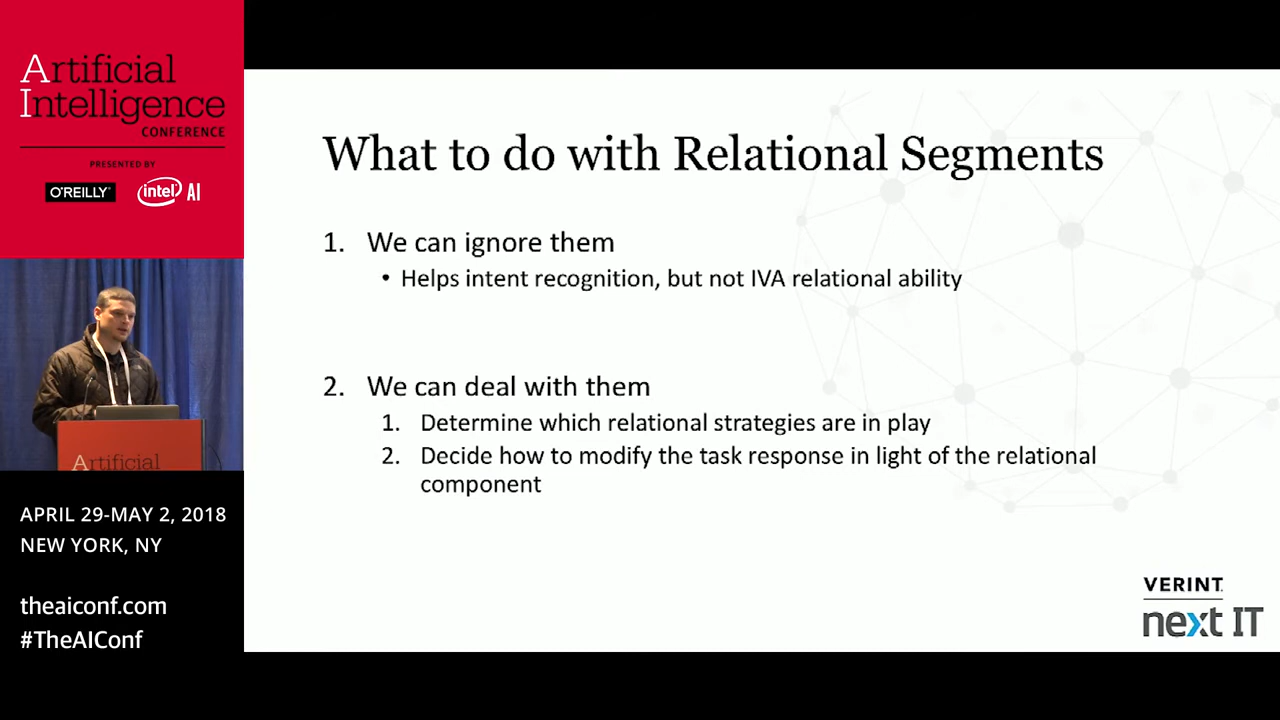 Artificial
Intelligence
CONFERENCE
PRESENTED BY
O'REILLY
intel AI
What to do with Relational Segments
1. We can ignore them
• Helps intent recognition, but not IVA relational ability
2. We can deal with them
1. Determine which relational strategies are in play
2. Decide how to modify the task response in light of the relational
component
Artificial
APRIL 29-MAY 2, 2018
NEW YORK, NY
theaiconf.com
#TheAIConf
VERINT.
next IT